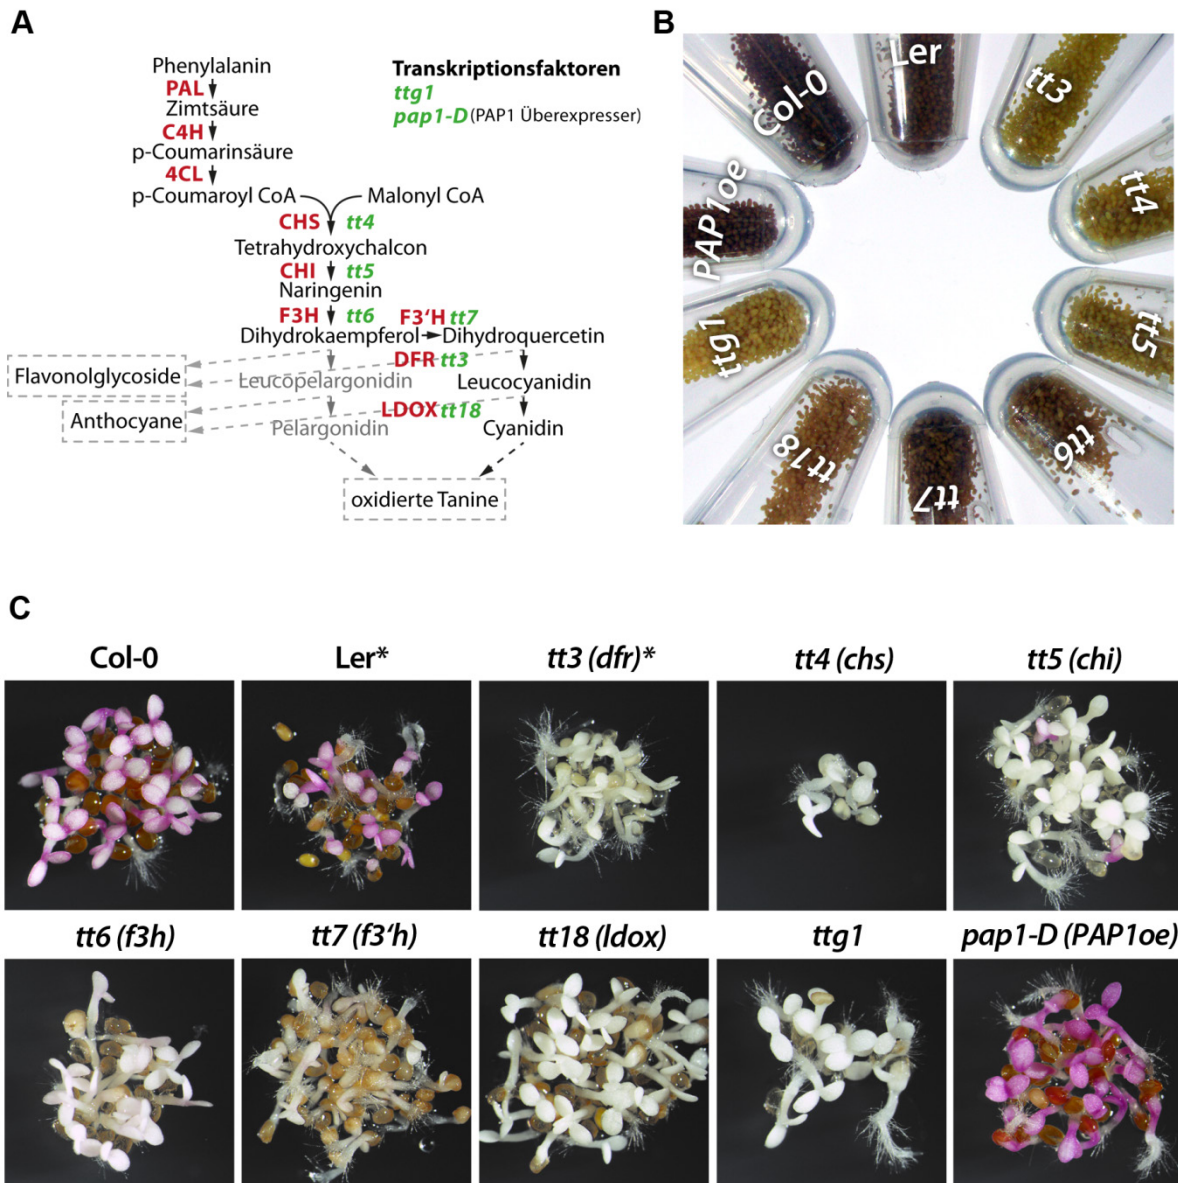 A
Phenylalanin
PAL
Zimtsäure
C4H
p-Coumarinsäure
4CL
p-Coumaroyl CoA Malonyl CoA
CHS tt4
Tetrahydroxychalcon
CHI tt5
Naringenin
F3H tt6 F3‘H tt7
Dihydrokaempferol Dihydroquercetin
DFR tt3
Flavonolglycoside Leucopelargonidin Leucocyanidin
LDOX tt18
Anthocyane Pelargonidin Cyanidin
oxidierte Tanine
Transkriptionsfaktoren
ttg1
pap1-D (PAP1 Überexpresser)
B
Col-0
Ler
tt3
tt4
tt5
tt6
tt7
tt18
ttg1
PAP1oe
C
Col-0 Ler* tt3 (dfr)* tt4 (chs) tt5 (chi)
tt6 (f3h) tt7 (f3‘h) tt18 (ldox) ttg1 pap1-D (PAP1oe)